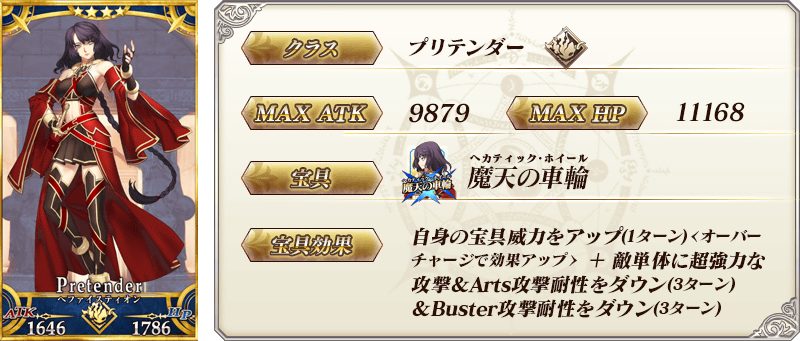 Pretender
ヘファイスティオン
ATK
1646
HP
1786
クラス
プリテンダー
MAX ATK
9879
MAX HP
11168
宝具
魔天の車輪
ヘカティック・ホイール
魔天の車輪
宝具効果
自身の宝具威力をアップ(1ターン)<オーバー
チャージで効果アップ> ＋ 敵単体に超強力な
攻撃&Arts攻撃耐性をダウン(3ターン)
&Buster攻撃耐性をダウン(3ターン)